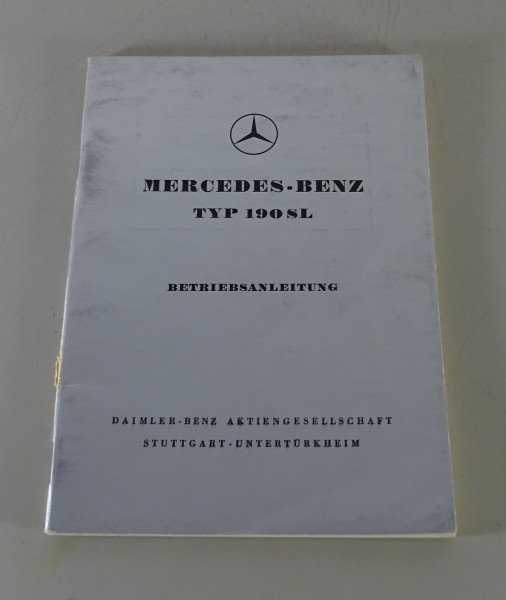 MERCEDES-BENZ
TYP 190 SL
BETRIEBSANLEITUNG
DAIMLER-BENZ AKTIENGESELLSCHAFT
STUTTGART-UNTERTÜRKHEIM